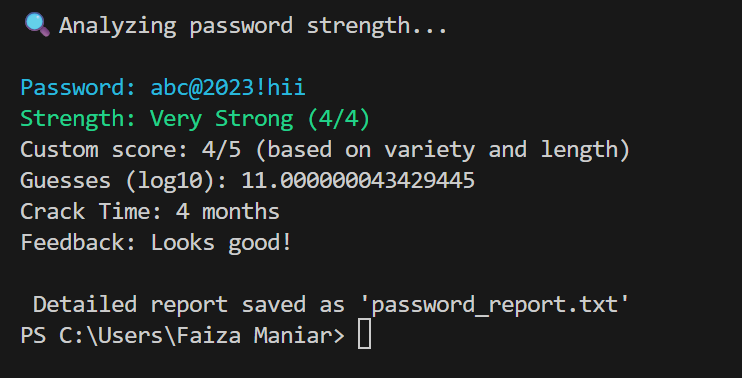 🔍 Analyzing password strength...
Password: abc@2023!hii
Strength: Very Strong (4/4)
Custom score: 4/5 (based on variety and length)
Guesses (log10): 11.000000043429445
Crack Time: 4 months
Feedback: Looks good!
Detailed report saved as 'password_report.txt'
PS C:\Users\Faiza Maniar>